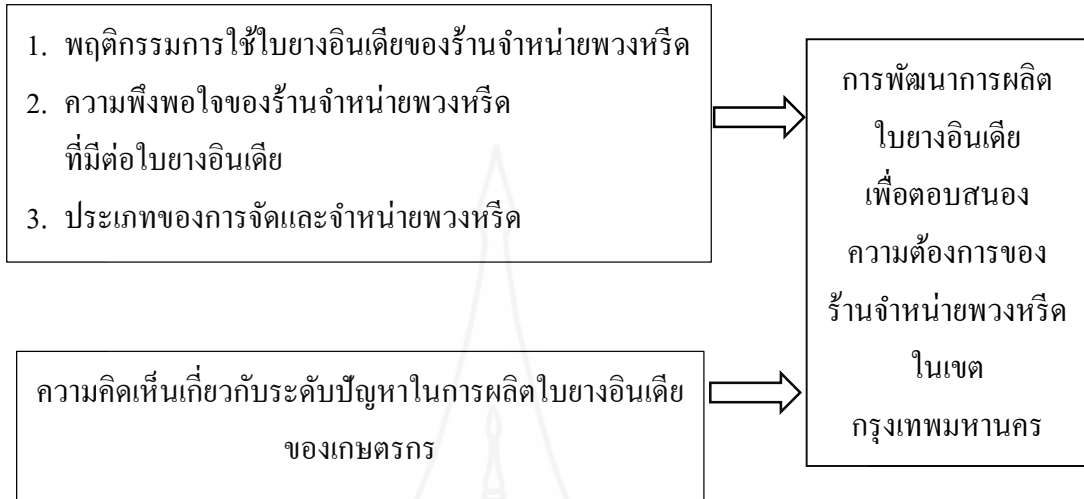 1. พฤติกรรมการใช้ใบยางอินเดียของร้านจำหน่ายพวงหรีด
2. ความพึงพอใจของร้านจำหน่ายพวงหรีด
ที่มีต่อใบยางอินเดีย
3. ประเภทของการจัดและจำหน่ายพวงหรีด
ความคิดเห็นเกี่ยวกับระดับปัญหาในการผลิตใบยางอินเดีย
ของเกษตรกร
การพัฒนาการผลิต
ใบยางอินเดีย
เพื่อตอบสนอง
ความต้องการของ
ร้านจำหน่ายพวงหรีด
ในเขต
กรุงเทพมหานคร